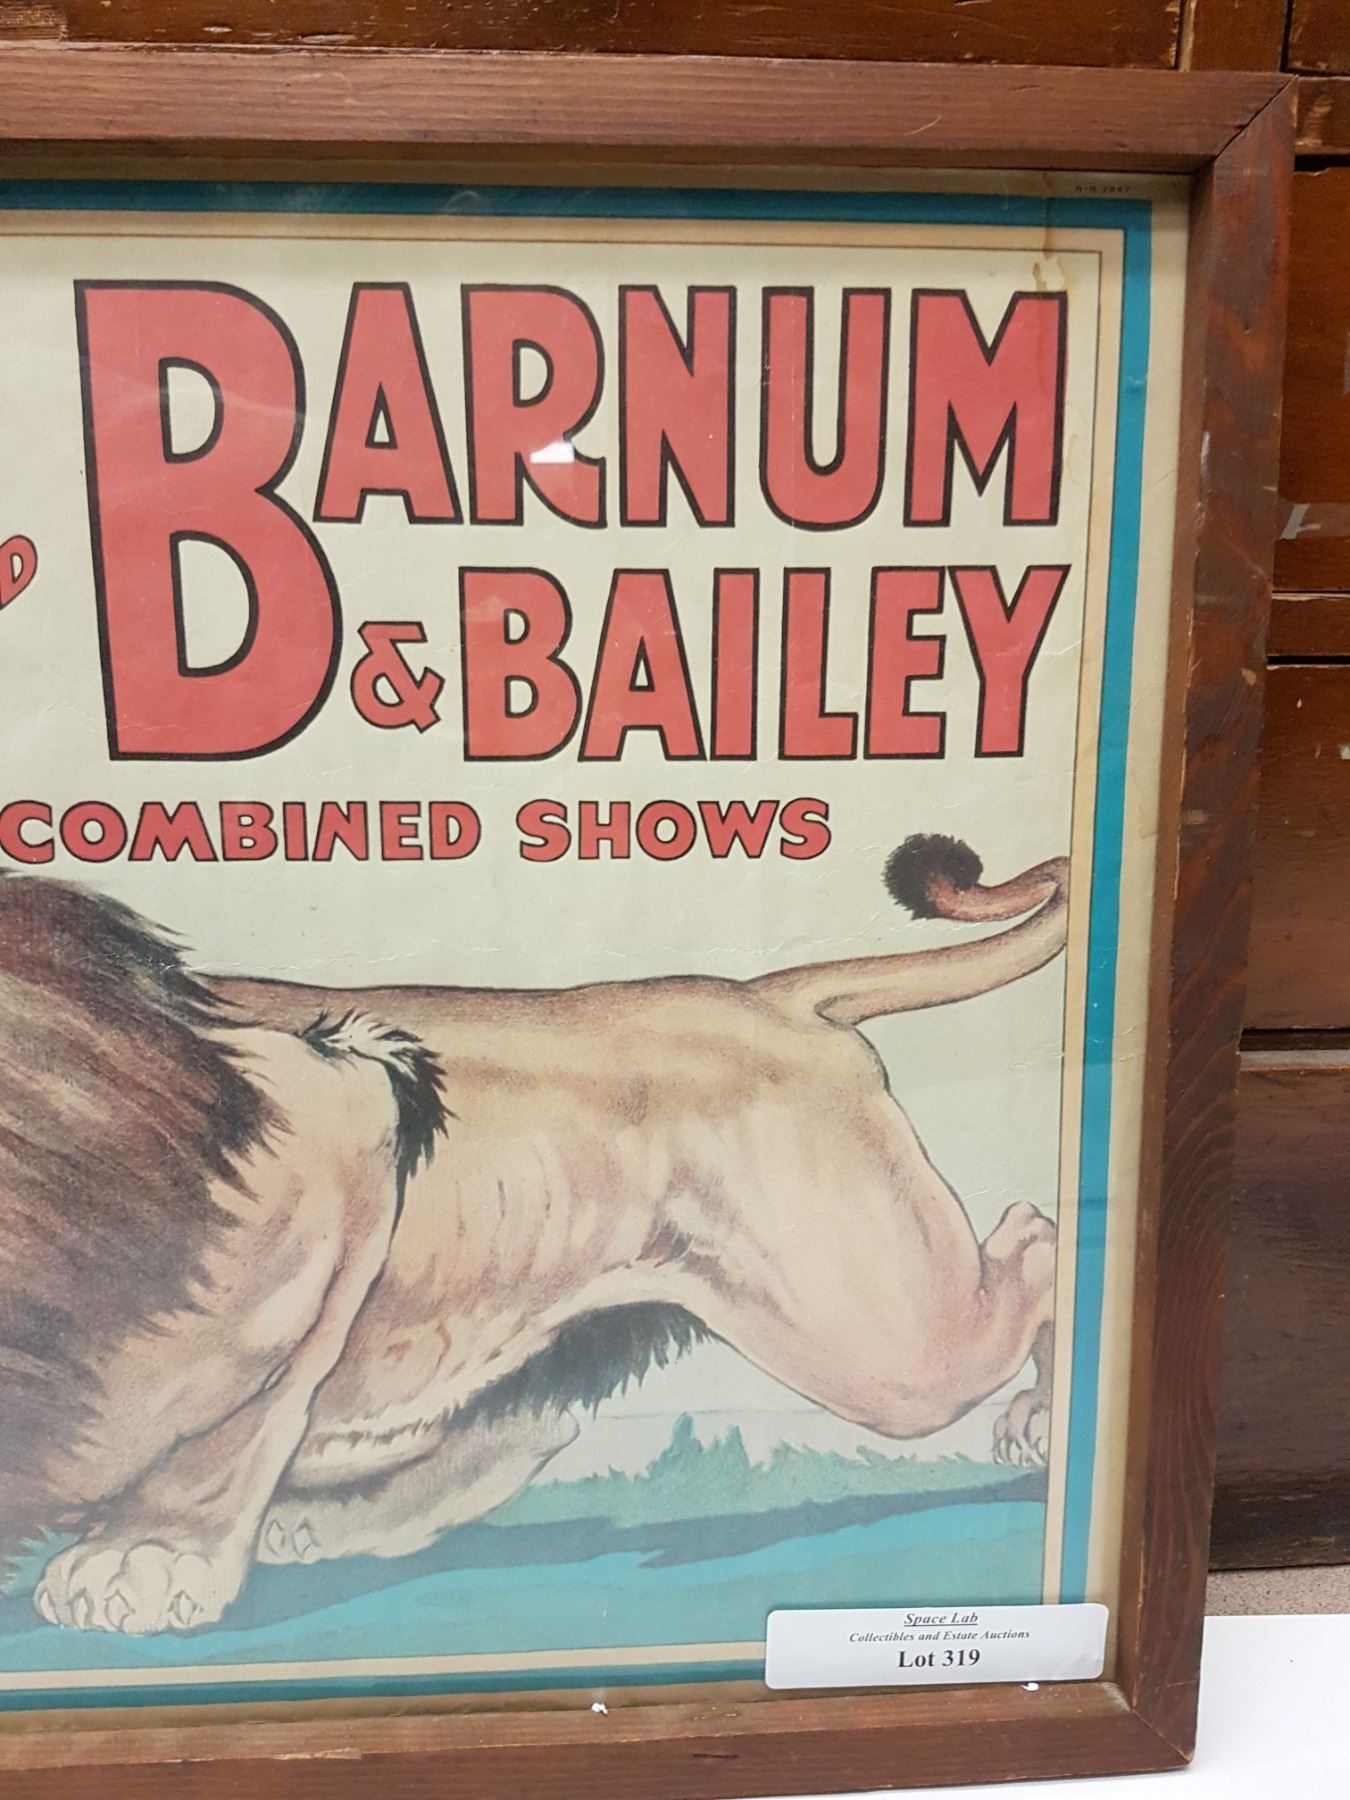 BARNUM
& BAILEY
D
COMBINED SHOWS
Space Lab
Collectibles and Estate Auctions
Lot 319